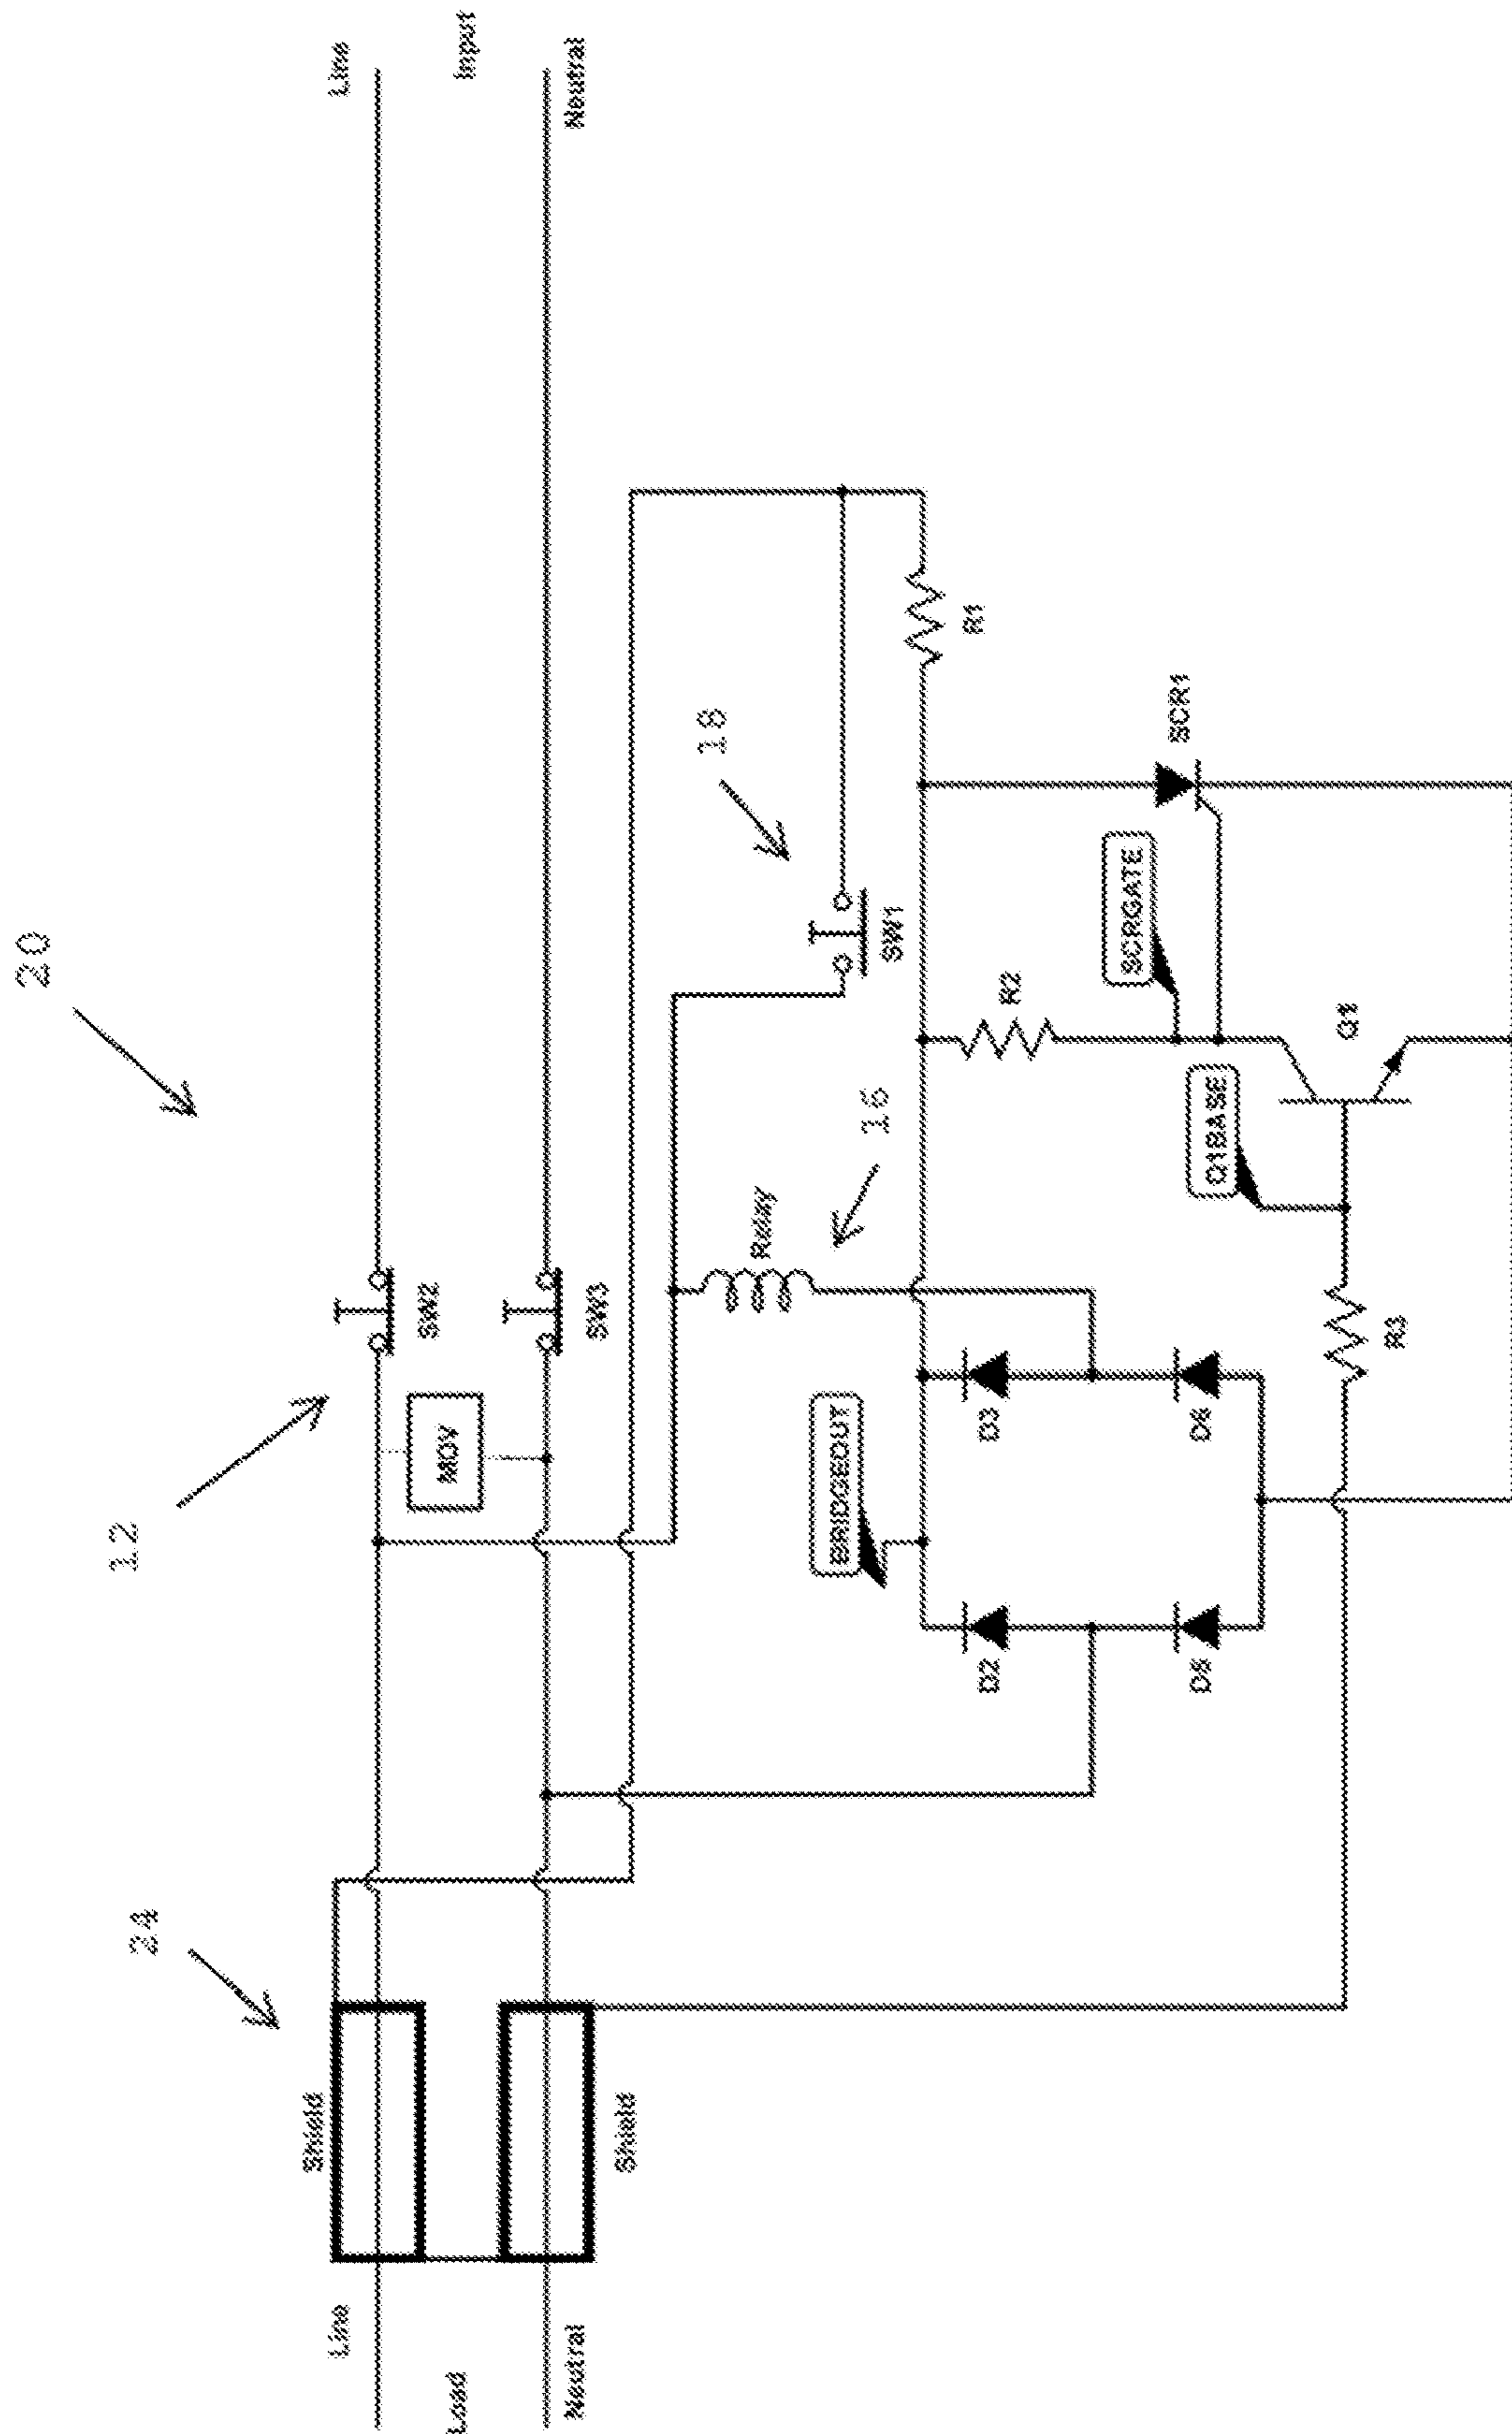 20
12
24
Line
Input
Neutral
SW2
SW3
MOV
Shield
Shield
Line
Load
Neutral
18
SW1
R1
Relay
16
BRIDGEOUT
D2
D3
D5
D6
R2
SCRGATE
SCR1
Q1BASE
Q1
R3